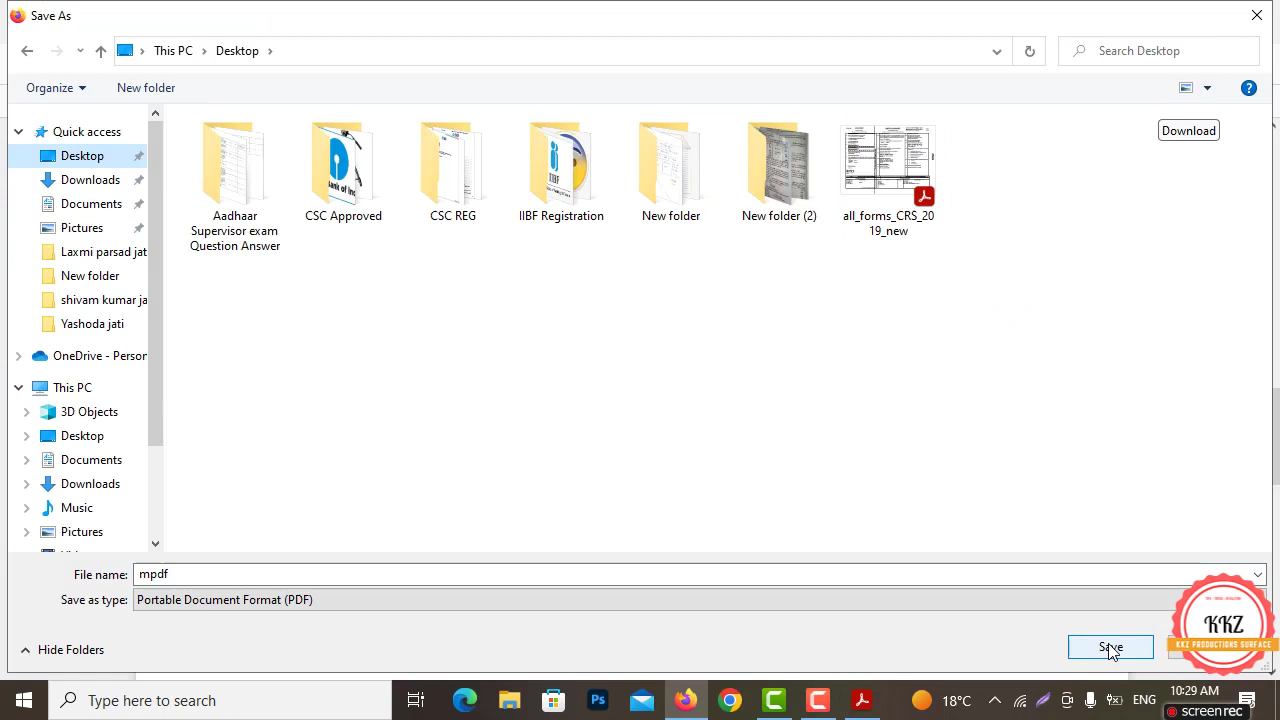 Save As
This PC
Desktop
Search Desktop
Organize
New folder
Download
Quick access
Desktop
Downloads
Documents
Pictures
Laxmi parsad jat
New folder
shivam kumar ja
Yashoda jati
OneDrive - Person
This PC
3D Objects
Desktop
Documents
Downloads
Music
Pictures
Aadhaar
Supervisor exam
Question Answer
CSC Approved
CSC REG
IIBF Registration
New folder
New folder (2)
all_forms_CRS_20
19_new
File name:
mpdf
Save as type:
Portable Document Format (PDF)
Hide Folders
Save
KKZ
KKZ PRODUCTIONS SURFACE
Type here to search
Ps
18°C
ENG
10:29 AM
screenrec